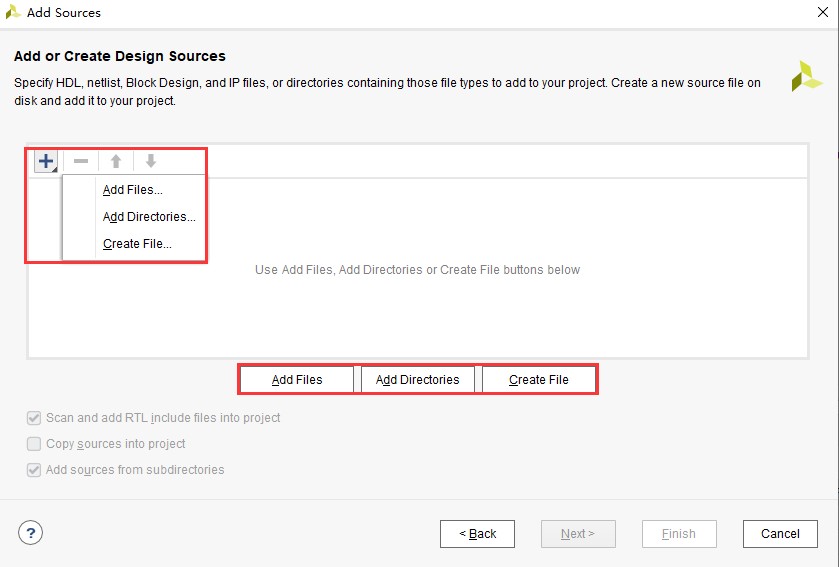 Add Sources
Add or Create Design Sources
Specify HDL, netlist, Block Design, and IP files, or directories containing those file types to add to your project. Create a new source file on
disk and add it to your project.
Add Files...
Add Directories...
Create File...
Use Add Files, Add Directories or Create File buttons below
Add Files
Add Directories
Create File
Scan and add RTL include files into project
Copy sources into project
Add sources from subdirectories
?
< Back
Next >
Finish
Cancel